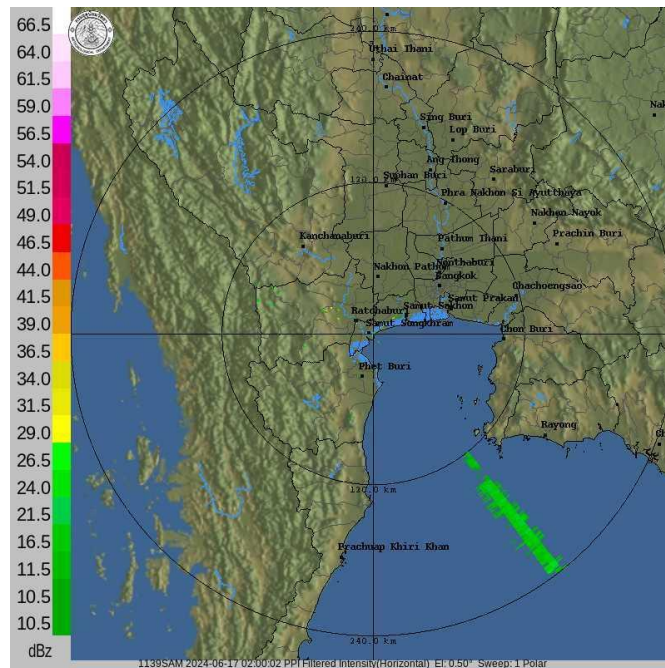 66.5
64.0
61.5
59.0
56.5
54.0
51.5
49.0
46.5
44.0
41.5
39.0
36.5
34.0
31.5
29.0
26.5
24.0
21.5
16.5
11.5
10.5
10.5
dBz
240.0 km
Uthai Thani
Chainat
Sing Buri
Lop Buri
Ang Thong
Saraburi
120.0 km
Suphan Buri
Phra Nakhon Si Ayutthaya
Nakhon Nayok
Kanchanaburi
Pathum Thani
Prachin Buri
Nonthaburi
Nakhon Pathom
Bangkok
Chachoengsao
Samut Prakan
Samut Sakhon
Ratchaburi
Samut Songkhram
Chon Buri
Phet Buri
Rayong
120.0 km
Prachuap Khiri Khan
240.0 km
1139SAM 2024-06-17 02:00:02 PPI Filtered Intensity(Horizontal) El: 0.50° Sweep: 1 Polar